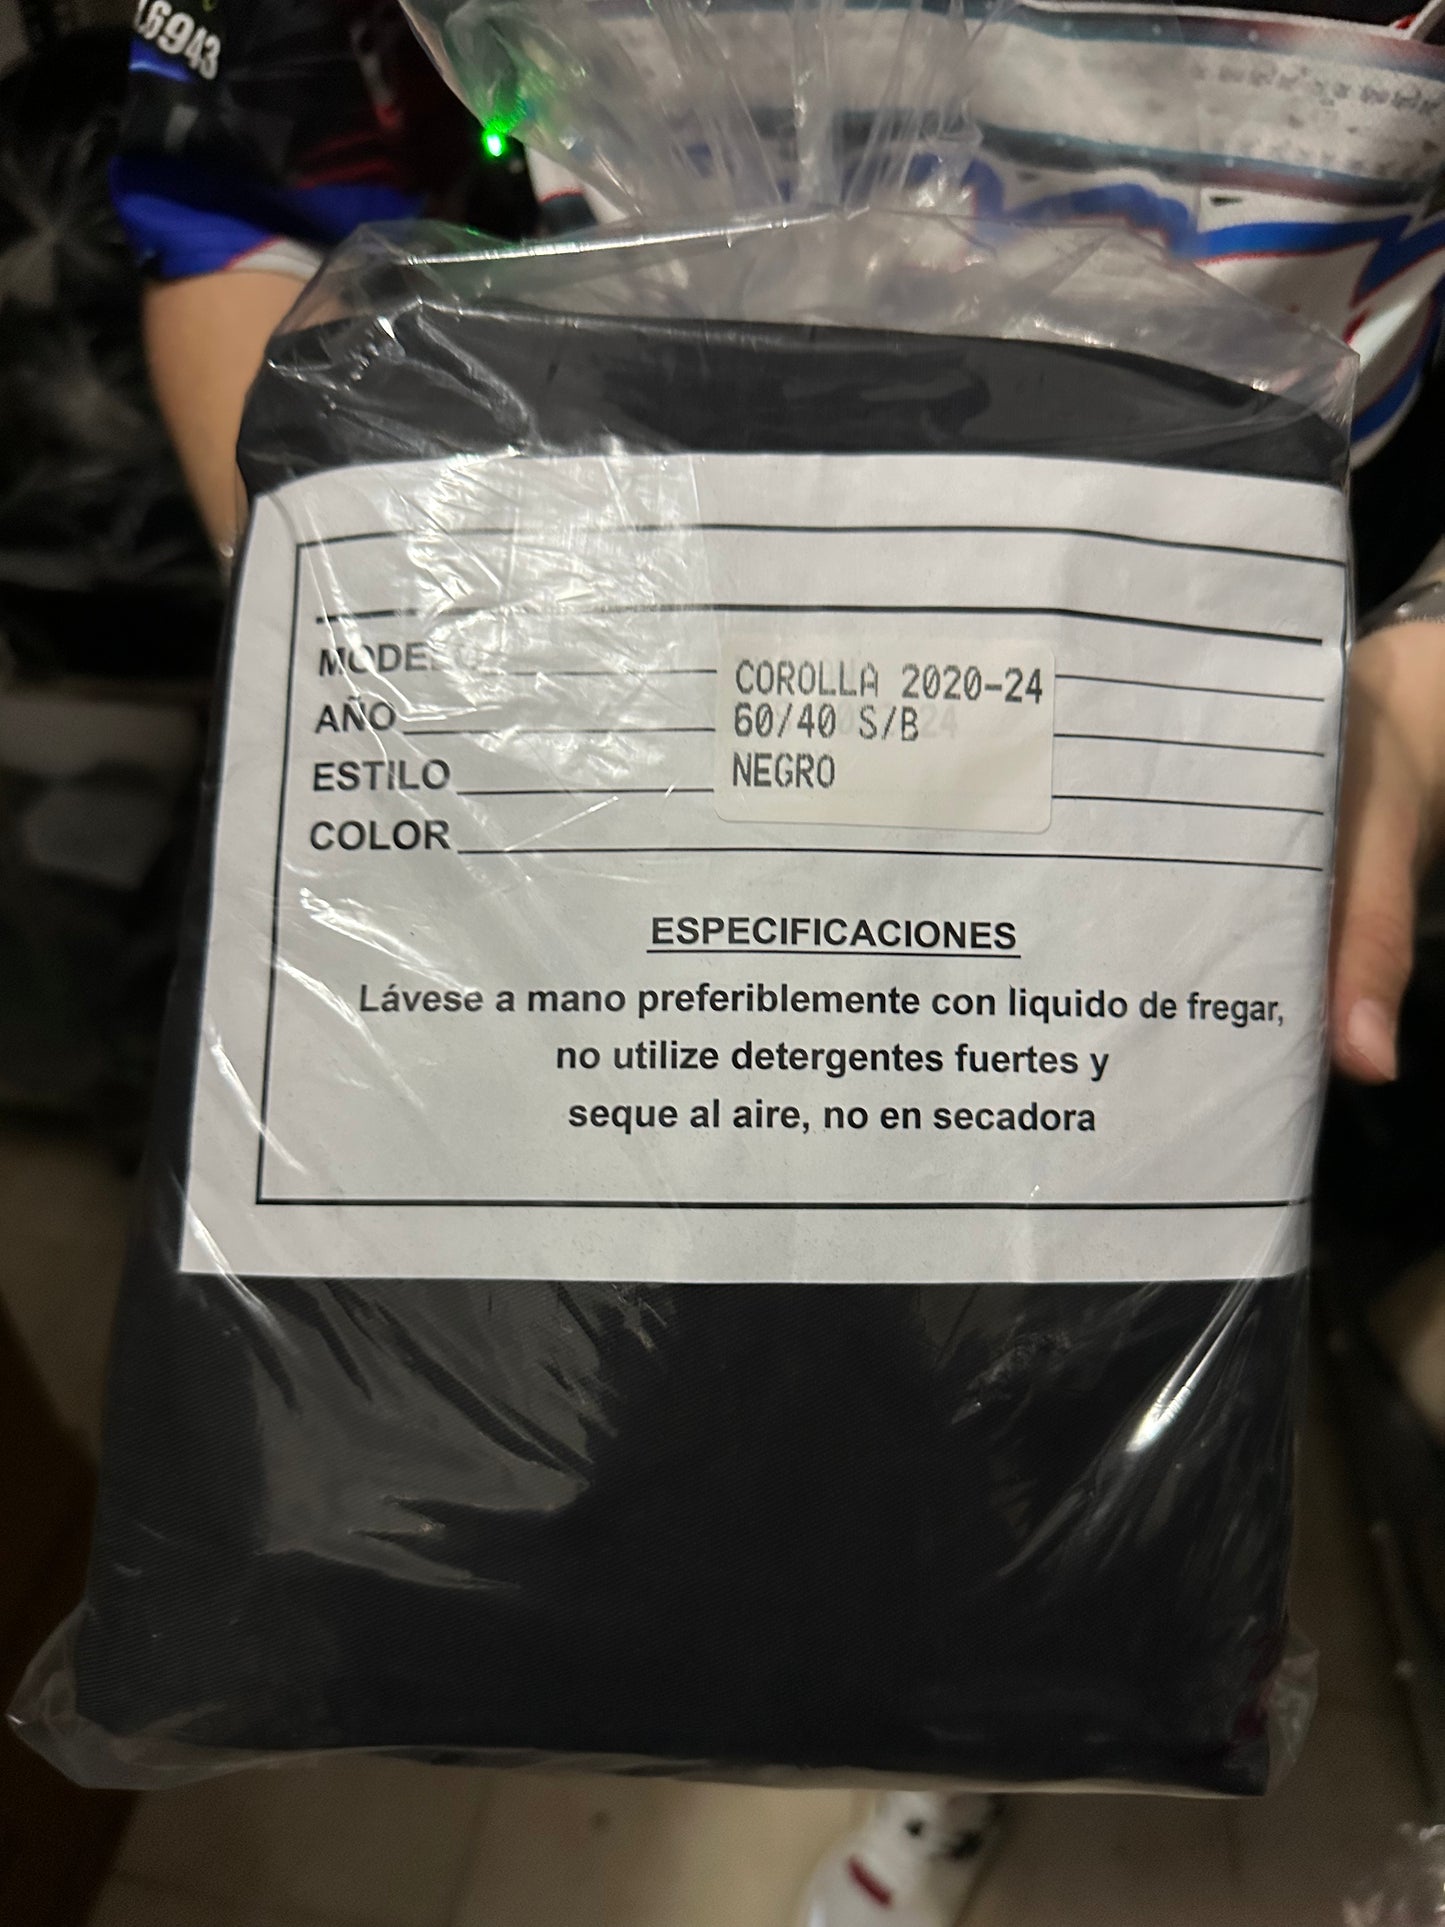 16943
MODELO
COROLLA 2020-24
AÑO
60/40 S/B
ESTILO
NEGRO
COLOR
ESPECIFICACIONES
Lávese a mano preferiblemente con liquido de fregar,
no utilize detergentes fuertes y
seque al aire, no en secadora